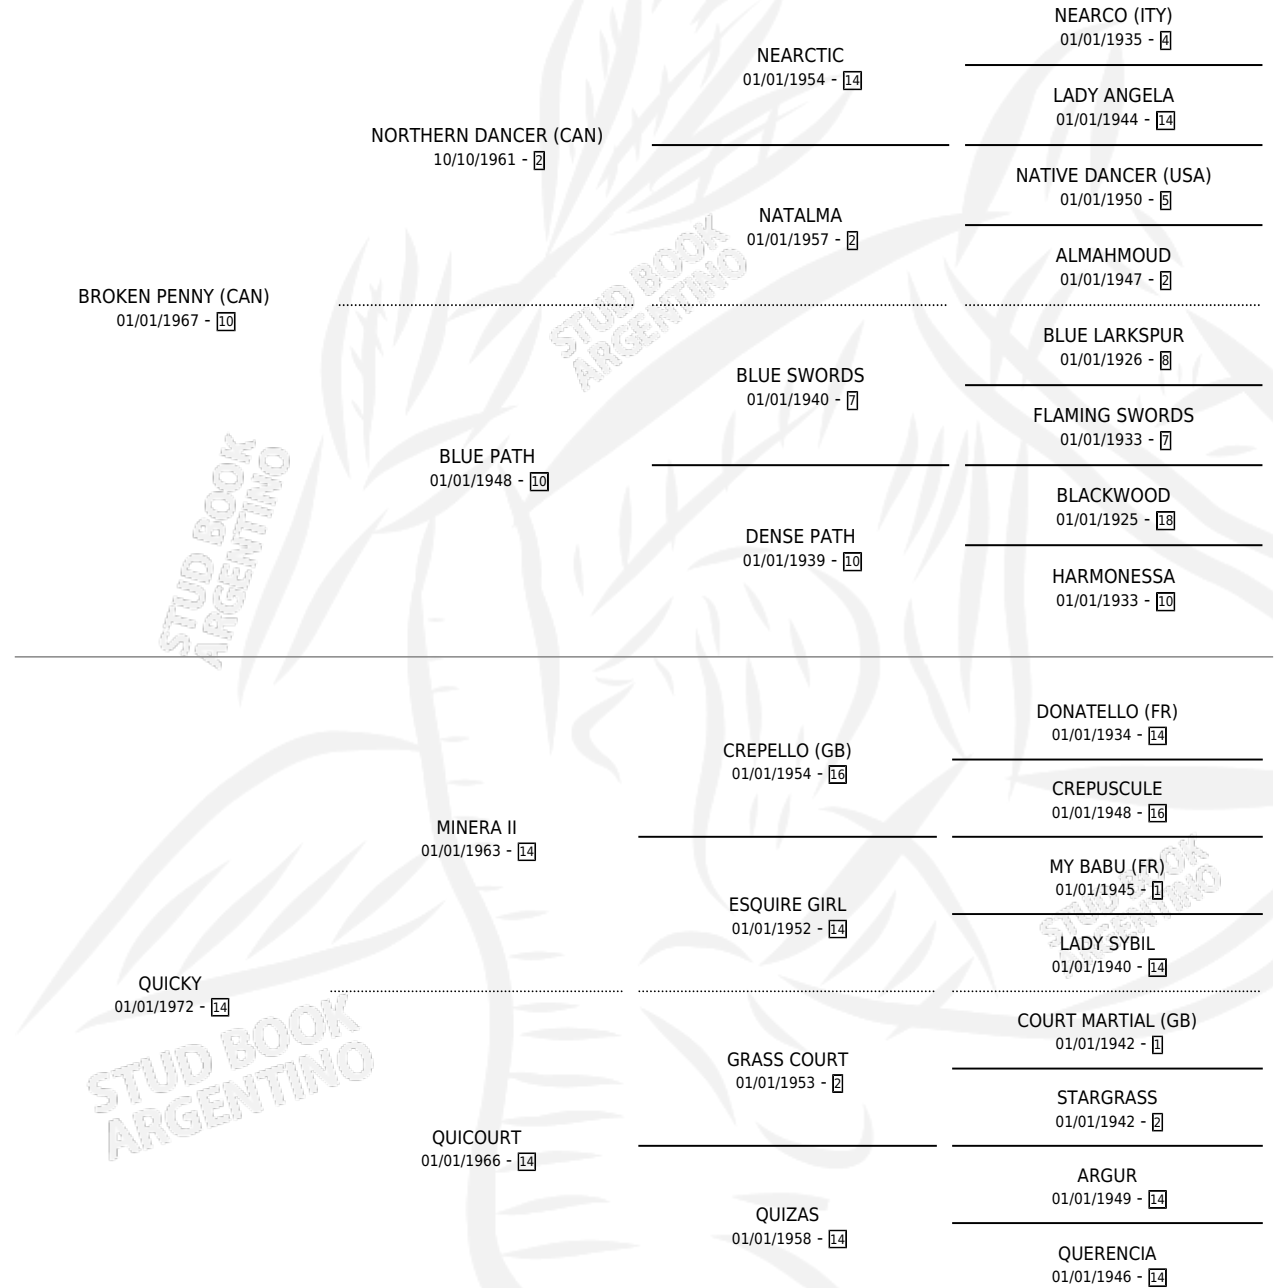 NEARCO (ITY)
01/01/1935 - 4
NEARCTIC
01/01/1954 - 14
LADY ANGELA
01/01/1944 - 14
NORTHERN DANCER (CAN)
10/10/1961 - 2
NATIVE DANCER (USA)
01/01/1950 - 5
NATALMA
01/01/1957 - 2
ALMAHMOUD
01/01/1947 - 2
BROKEN PENNY (CAN)
01/01/1967 - 10
BLUE LARKSPUR
01/01/1926 - 8
BLUE SWORDS
01/01/1940 - 7
FLAMING SWORDS
01/01/1933 - 7
BLUE PATH
01/01/1948 - 10
BLACKWOOD
01/01/1925 - 18
DENSE PATH
01/01/1939 - 10
HARMONESSA
01/01/1933 - 10
DONATELLO (FR)
01/01/1934 - 14
CREPELLO (GB)
01/01/1954 - 16
CREPUSCULE
01/01/1948 - 16
MINERA II
01/01/1963 - 14
MY BABU (FR)
01/01/1945 - 1
ESQUIRE GIRL
01/01/1952 - 14
LADY SYBIL
01/01/1940 - 14
QUICKY
01/01/1972 - 14
COURT MARTIAL (GB)
01/01/1942 - 1
GRASS COURT
01/01/1953 - 2
STARGRASS
01/01/1942 - 2
QUICOURT
01/01/1966 - 14
ARGUR
01/01/1949 - 14
QUIZAS
01/01/1958 - 14
QUERENCIA
01/01/1946 - 14
STUD BOOK
ARGENTINO
STUD BOOK
ARGENTINO
STUD BOOK
ARGENTINO
STUD BOOK
ARGENTINO